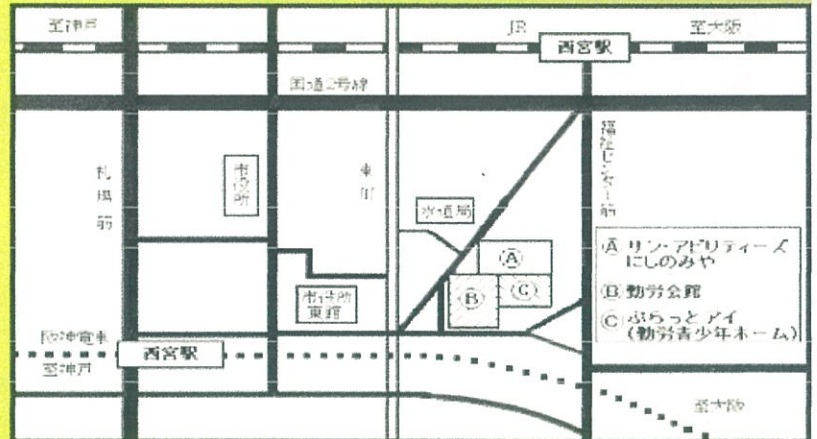 至神戸
JR
西宮駅
至大阪
国道2号線
札場筋
市役所
東川
水道局
福祉センター筋
市役所
東館
Ⓐ サン・アビリティーズ
にしのみや
Ⓑ 勤労会館
Ⓒ ぷらっとアイ
(勤労青少年ホーム)
Ⓐ
Ⓑ
Ⓒ
阪神電車
西宮駅
至神戸
至大阪